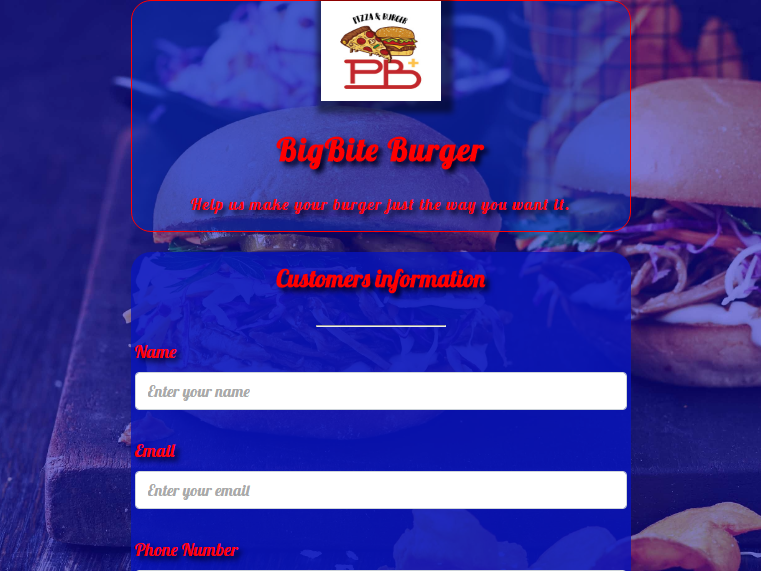 PIZZA & BURGER
PB+
BigBite Burger
Help us make your burger just the way you want it.
Customers information
Name
Enter your name
Email
Enter your email
Phone Number